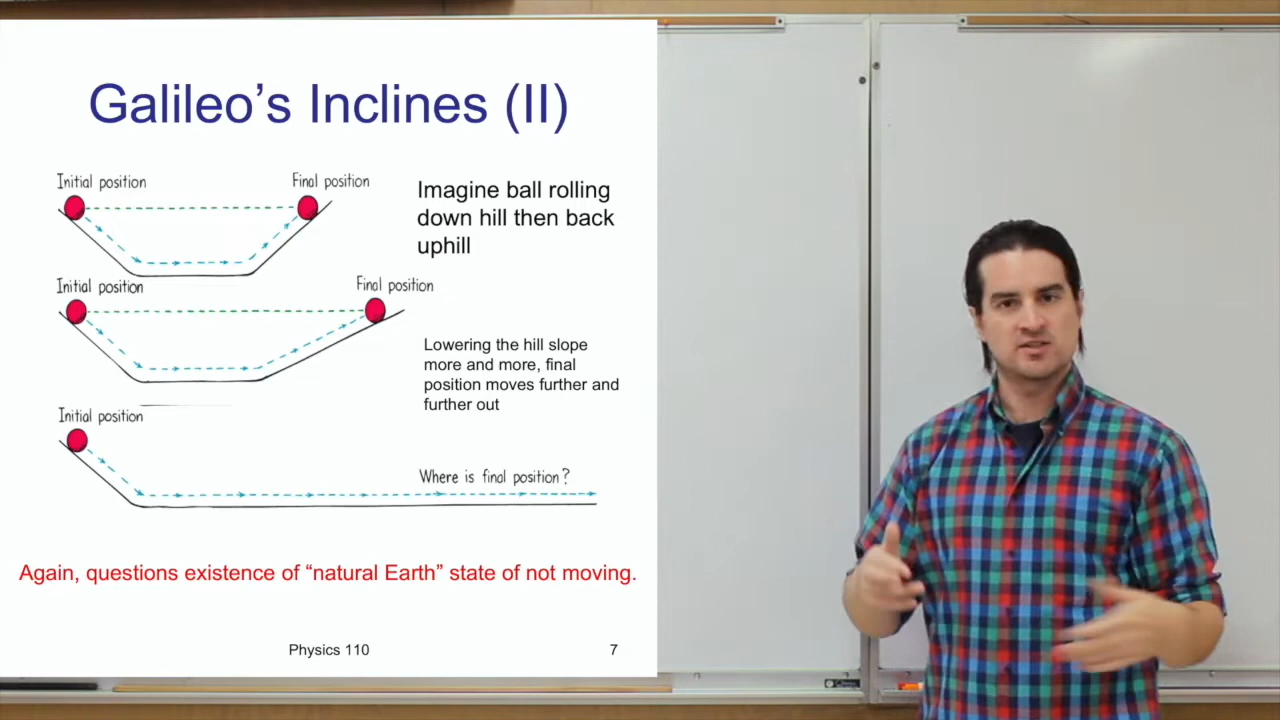 Galileo's Inclines (II)
Initial position
Final position
Imagine ball rolling
down hill then back
uphill
Initial position
Final position
Lowering the hill slope
more and more, final
position moves further and
further out
Initial position
Where is final position?
Again, questions existence of “natural Earth” state of not moving.
Physics 110
7